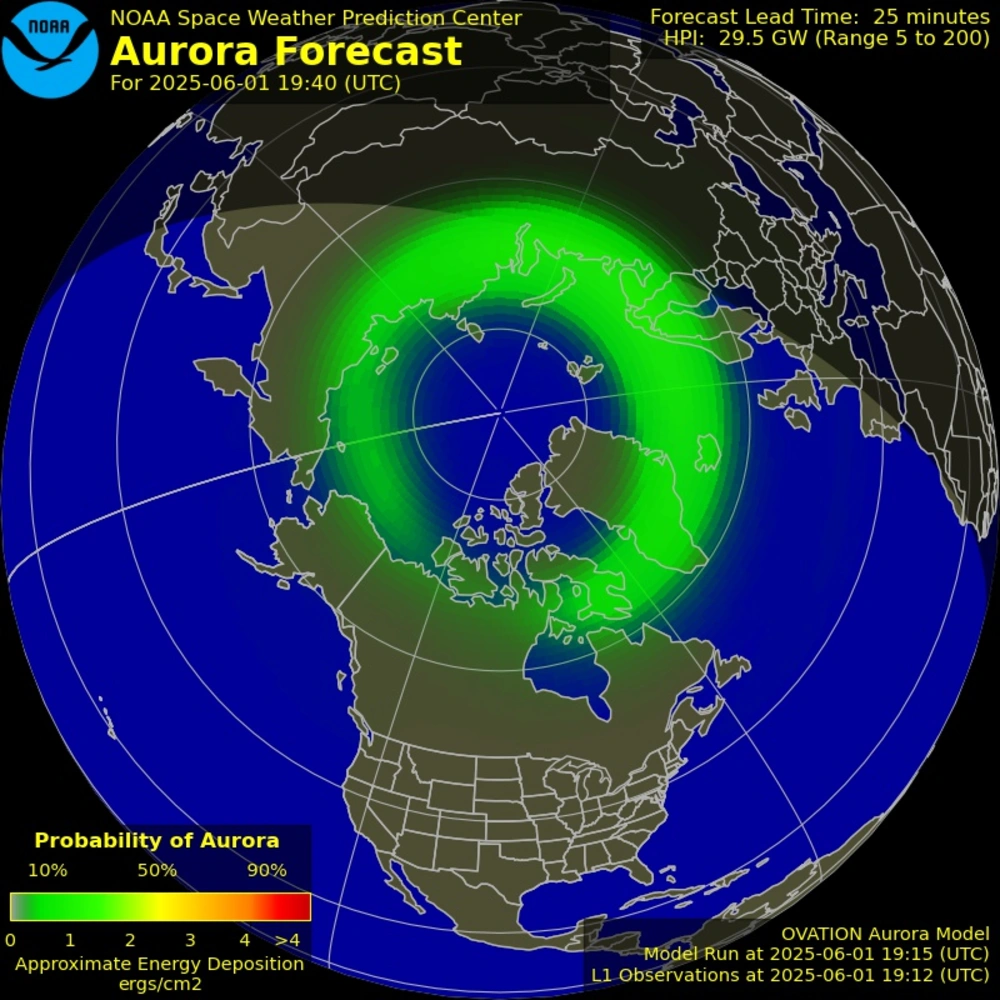 NOAA
NOAA Space Weather Prediction Center
Aurora Forecast
For 2025-06-01 19:40 (UTC)
Forecast Lead Time: 25 minutes
HPI: 29.5 GW (Range 5 to 200)
Probability of Aurora
10% 50% 90%
0 1 2 3 4 >4
Approximate Energy Deposition
ergs/cm2
OVATION Aurora Model
Model Run at 2025-06-01 19:15 (UTC)
L1 Observations at 2025-06-01 19:12 (UTC)